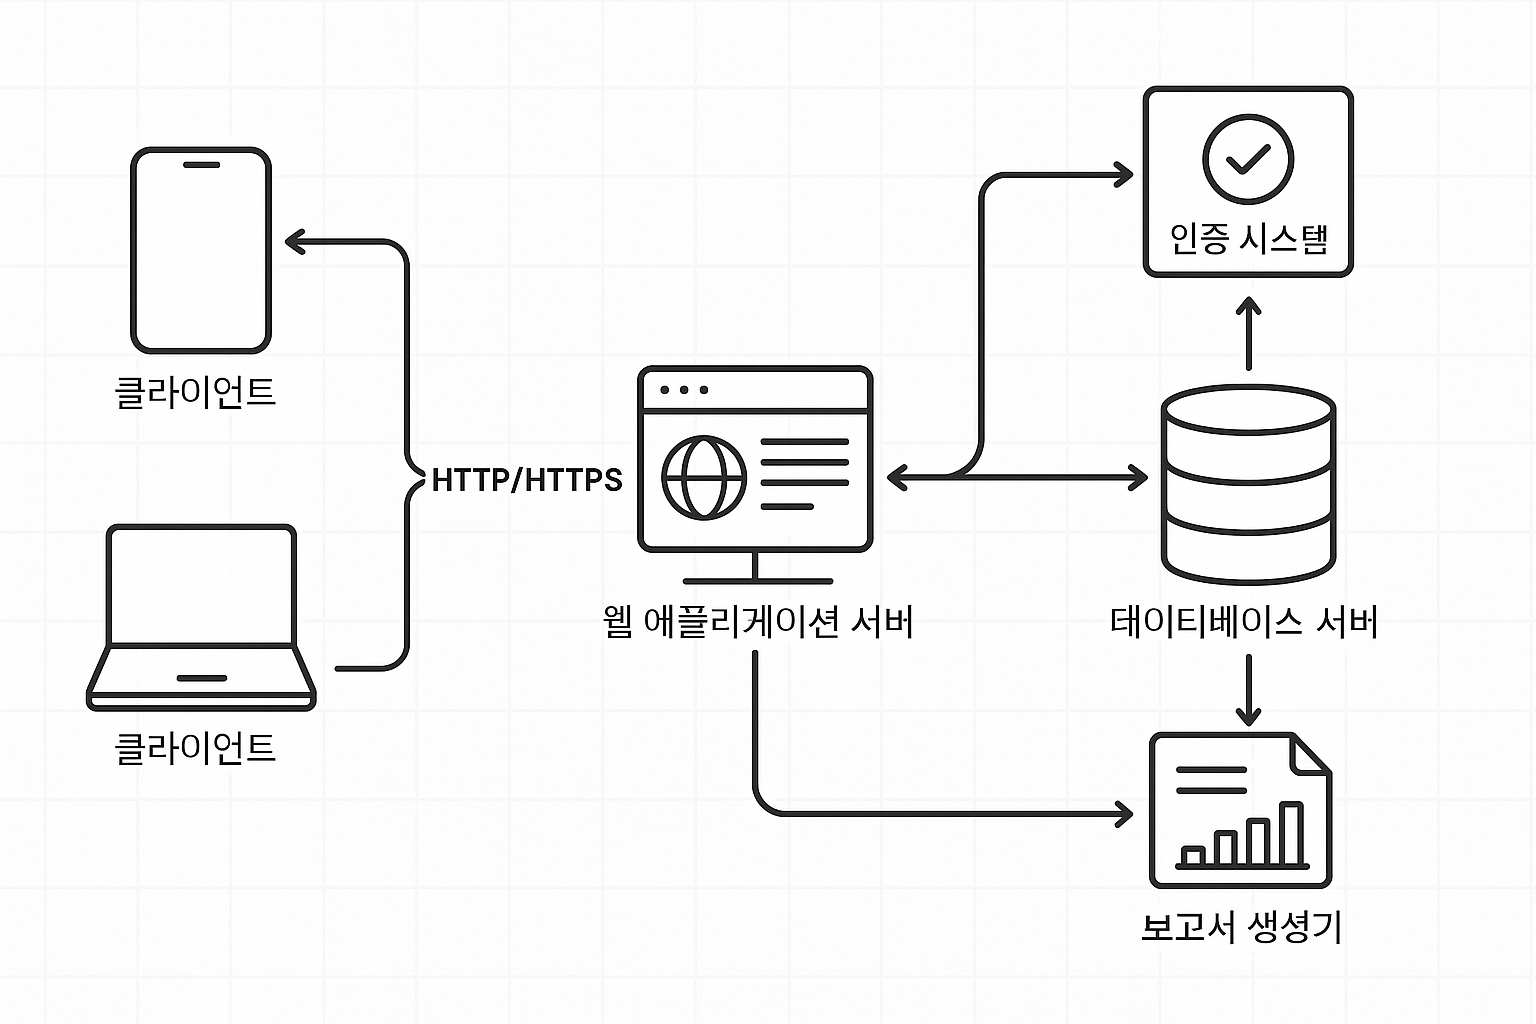 인증 시스템
클라이언트
HTTP/HTTPS
웹 애플리게이션 서버
데이티베이스 서버
클라이언트
보고서 생성기